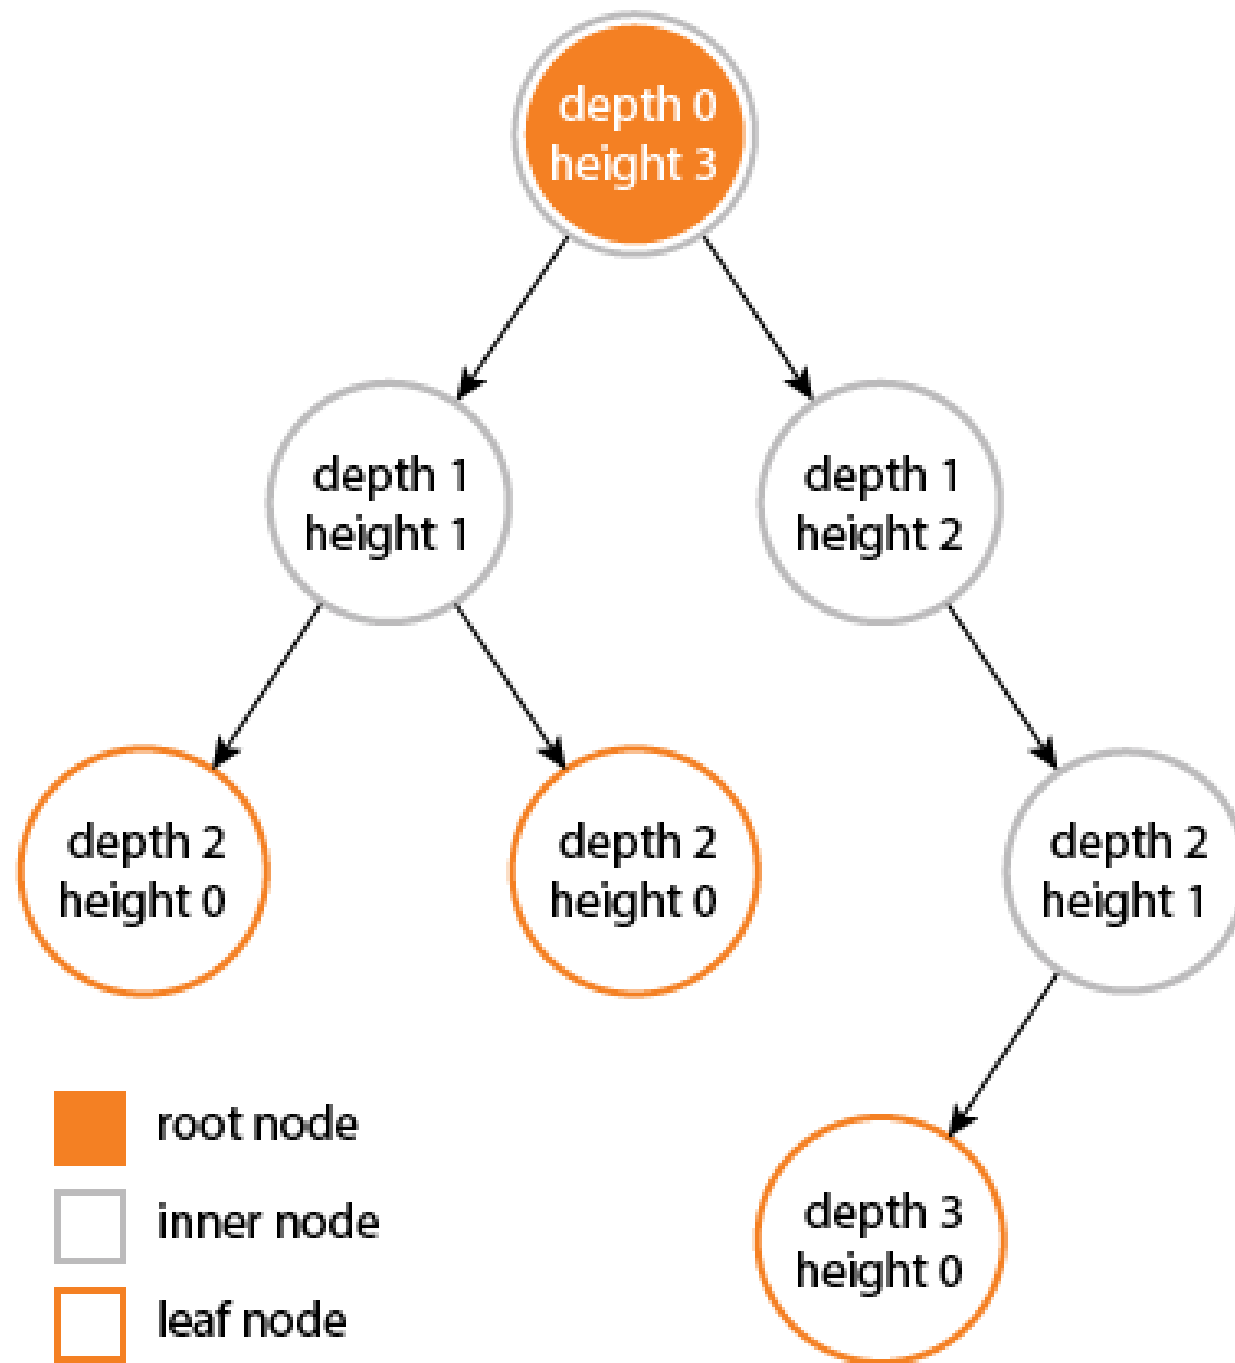 depth 0
height 3
depth 1
height 1
depth 1
height 2
depth 2
height 0
depth 2
height 0
depth 2
height 1
depth 3
height 0
root node
inner node
leaf node